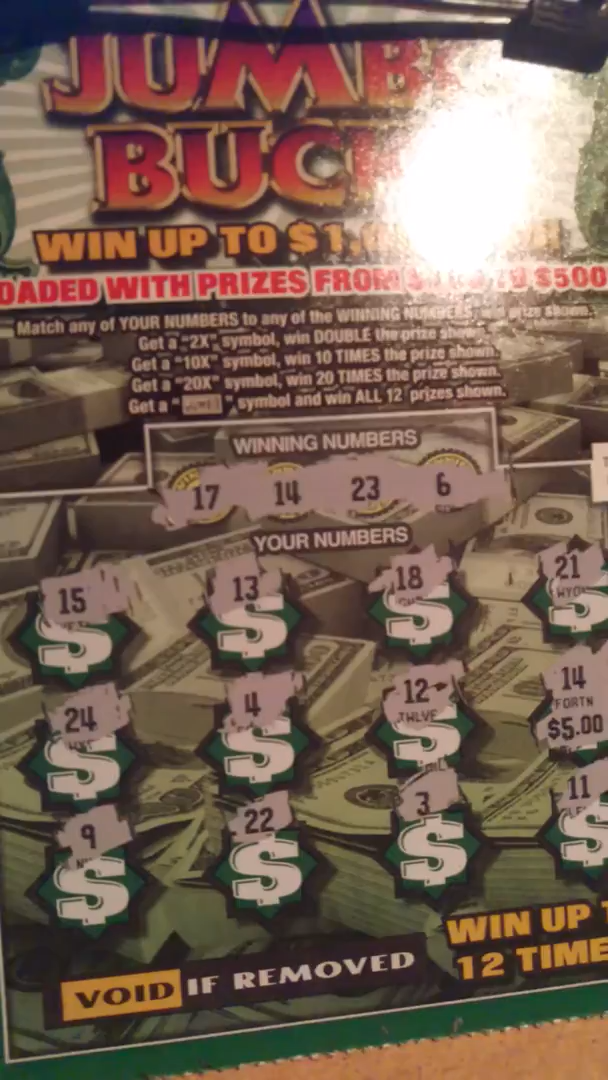 JUMB
BUC
WIN UP TO $1,
OADED WITH PRIZES FROM $500
Match any of YOUR NUMBERS to any of the WINNING NUMBERS, prize shown.
Get a "2X" symbol, win DOUBLE the prize shown.
Get a "10X" symbol, win 10 TIMES the prize shown.
Get a "20X" symbol, win 20 TIMES the prize shown.
Get a " " symbol and win ALL 12 prizes shown.
WINNING NUMBERS
17 14 23 6
YOUR NUMBERS
15 13 18 21
$ $ $ $
24 4 12 14
FORTN
$ $ $ $5.00
9 22 3 11
$ $ $ $
WIN UP
12 TIME
VOID IF REMOVED